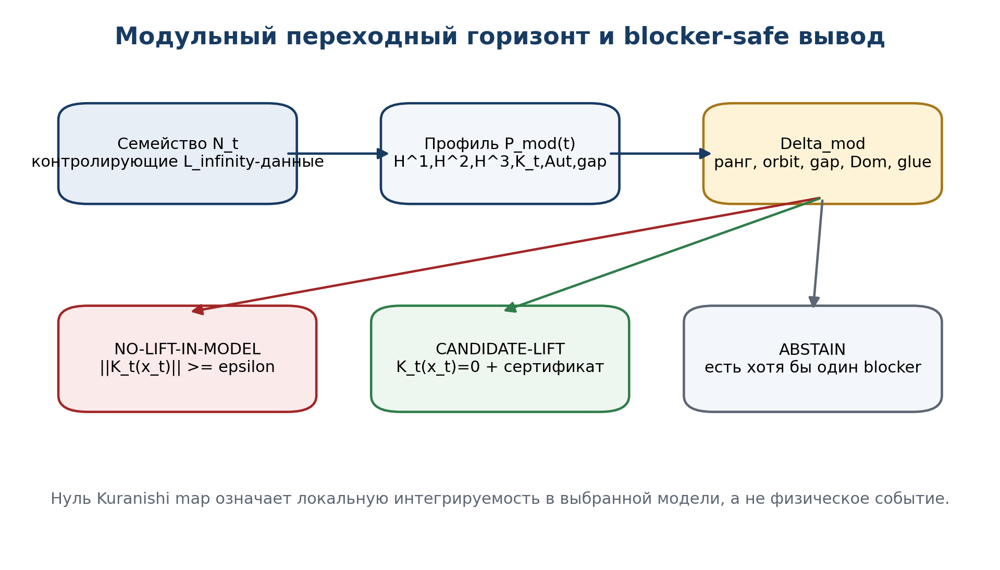 Модульный переходный горизонт и blocker-safe вывод
Семейство N_t
контролирующие L_infinity-данные
Профиль P_mod(t)
H^1,H^2,H^3,K_t,Aut,gap
Delta_mod
ранг, orbit, gap, Dom, glue
NO-LIFT-IN-MODEL
||K_t(x_t)|| >= epsilon
CANDIDATE-LIFT
K_t(x_t)=0 + сертификат
ABSTAIN
есть хотя бы один blocker
Нуль Kuranishi map означает локальную интегрируемость в выбранной модели, а не физическое событие.